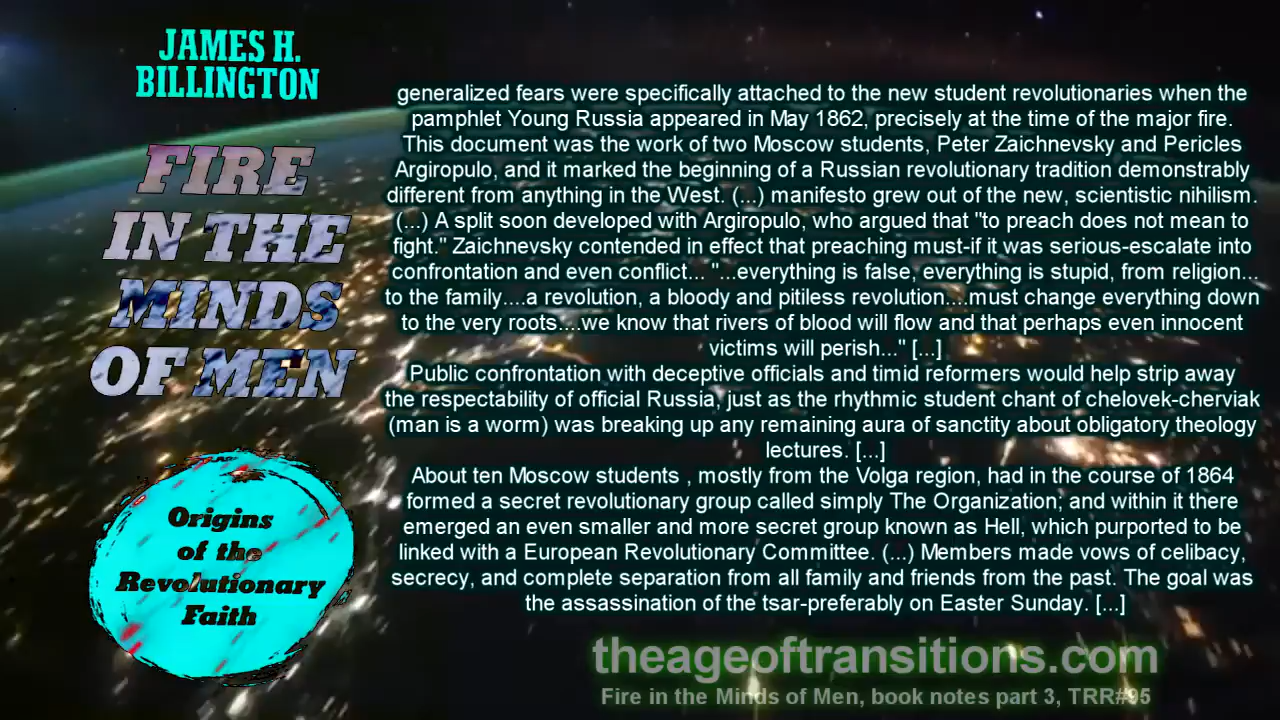 JAMES H.
BILLINGTON
FIRE
IN THE
MINDS
OF MEN
Origins
of the
Revolutionary
Faith
generalized fears were specifically attached to the new student revolutionaries when the
pamphlet Young Russia appeared in May 1862, precisely at the time of the major fire.
This document was the work of two Moscow students, Peter Zaichnevsky and Pericles
Argiropulo, and it marked the beginning of a Russian revolutionary tradition demonstrably
different from anything in the West. (...) manifesto grew out of the new, scientistic nihilism.
(...) A split soon developed with Argiropulo, who argued that "to preach does not mean to
fight." Zaichnevsky contended in effect that preaching must-if it was serious-escalate into
confrontation and even conflict... "...everything is false, everything is stupid, from religion...
to the family....a revolution, a bloody and pitiless revolution....must change everything down
to the very roots....we know that rivers of blood will flow and that perhaps even innocent
victims will perish..." [...]
Public confrontation with deceptive officials and timid reformers would help strip away
the respectability of official Russia, just as the rhythmic student chant of chelovek-cherviak
(man is a worm) was breaking up any remaining aura of sanctity about obligatory theology
lectures. [...]
About ten Moscow students , mostly from the Volga region, had in the course of 1864
formed a secret revolutionary group called simply The Organization; and within it there
emerged an even smaller and more secret group known as Hell, which purported to be
linked with a European Revolutionary Committee. (...) Members made vows of celibacy,
secrecy, and complete separation from all family and friends from the past. The goal was
the assassination of the tsar-preferably on Easter Sunday. [...]
theageoftransitions.com
Fire in the Minds of Men, book notes part 3, TRR#95